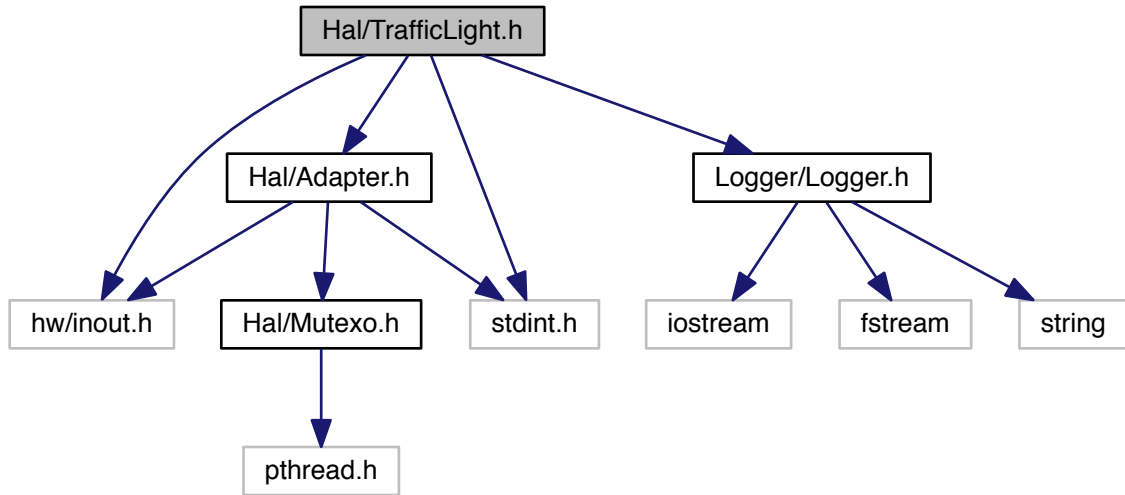 Hal/TrafficLight.h
Hal/Adapter.h
Logger/Logger.h
hw/inout.h
Hal/Mutexo.h
stdint.h
iostream
fstream
string
pthread.h